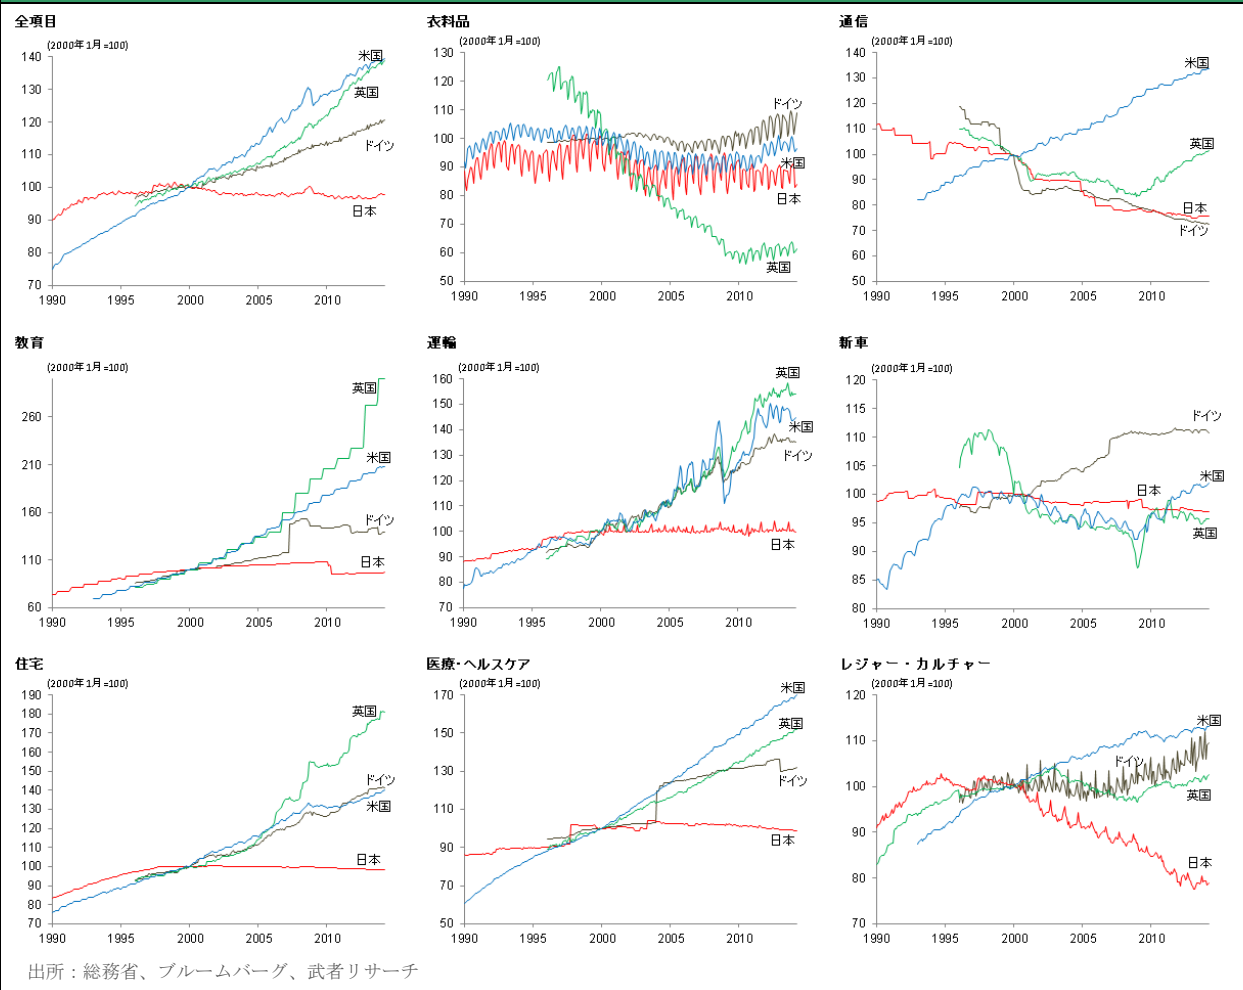 全項目
(2000年1月=100)
140
130
120
110
100
90
80
70
1990
1995
2000
2005
2010
米国
英国
ドイツ
日本
衣料品
(2000年1月=100)
130
120
110
100
90
80
70
60
50
1990
1995
2000
2005
2010
ドイツ
米国
日本
英国
通信
(2000年1月=100)
140
130
120
110
100
90
80
70
60
50
1990
1995
2000
2005
2010
米国
英国
日本
ドイツ
教育
(2000年1月=100)
260
210
160
110
60
1990
1995
2000
2005
2010
英国
米国
ドイツ
日本
運輸
(2000年1月=100)
160
150
140
130
120
110
100
90
80
70
1990
1995
2000
2005
2010
英国
米国
ドイツ
日本
新車
(2000年1月=100)
120
115
110
105
100
95
90
85
80
1990
1995
2000
2005
2010
ドイツ
米国
日本
英国
住宅
(2000年1月=100)
190
180
170
160
150
140
130
120
110
100
90
80
70
1990
1995
2000
2005
2010
英国
ドイツ
米国
日本
医療・ヘルスケア
(2000年1月=100)
170
150
130
110
90
70
50
1990
1995
2000
2005
2010
米国
英国
ドイツ
日本
レジャー・カルチャー
(2000年1月=100)
120
110
100
90
80
70
1990
1995
2000
2005
2010
米国
ドイツ
英国
日本
出所：総務省、ブルームバーグ、武者リサーチ